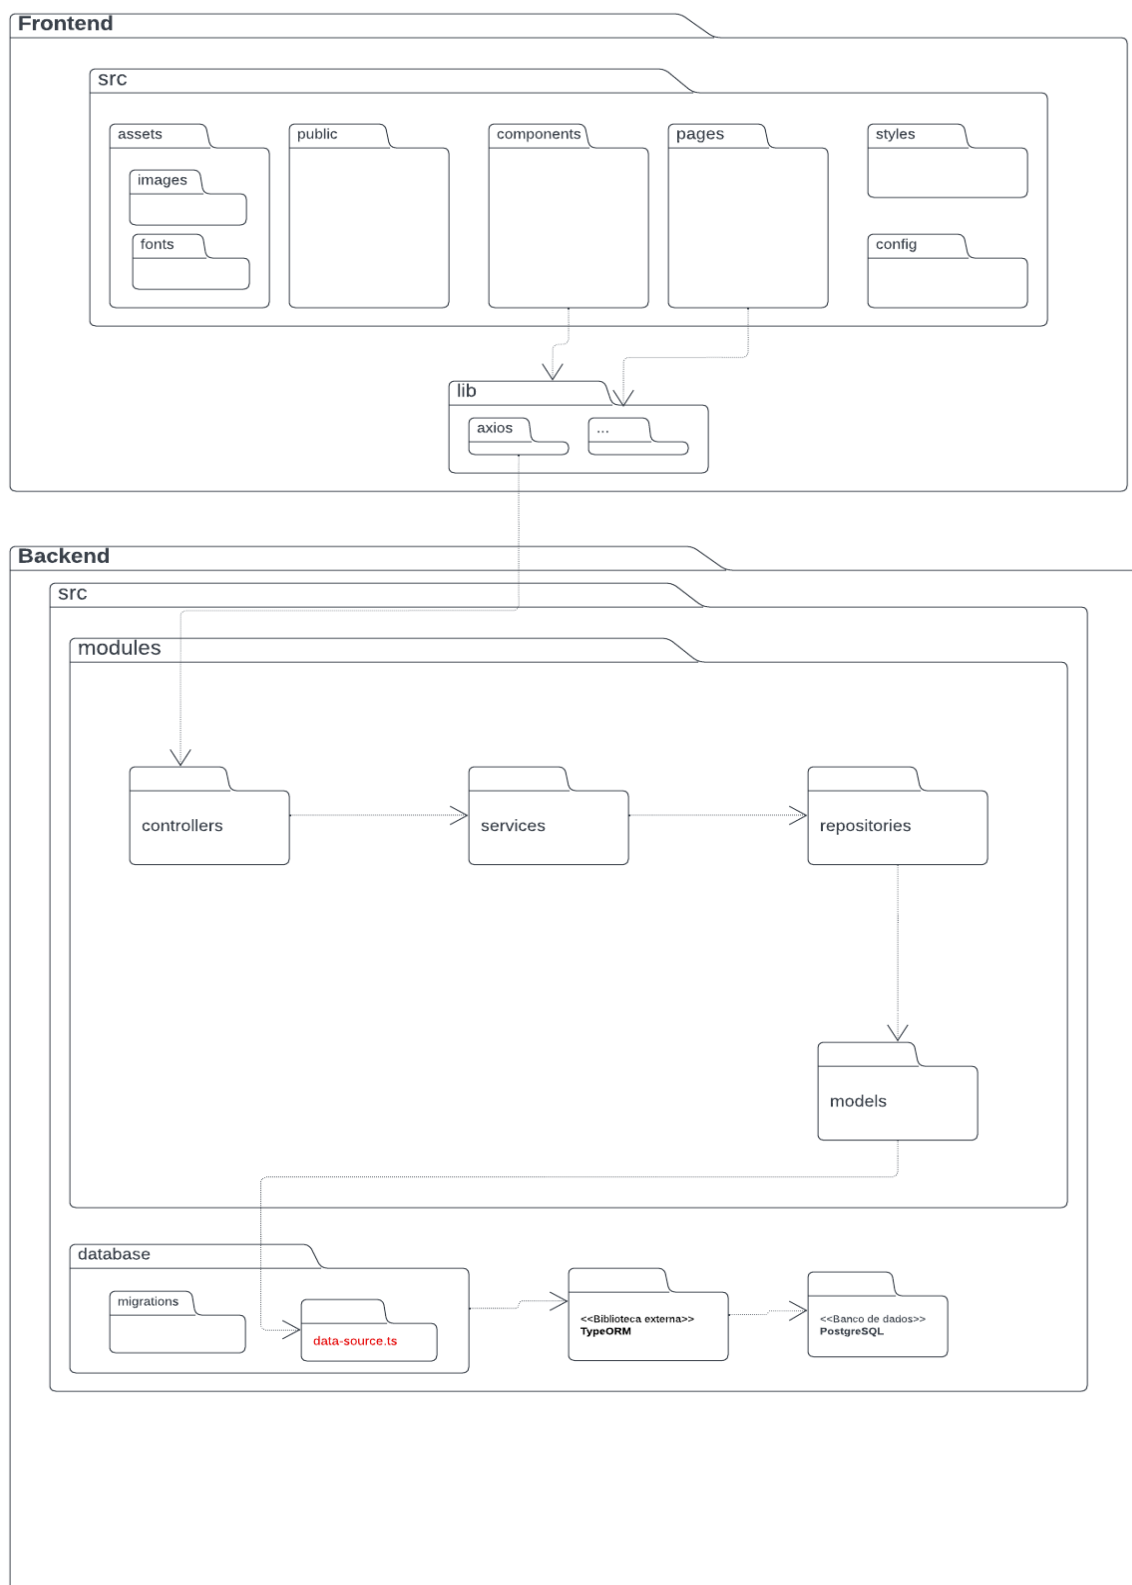 Frontend
src
assets
public
components
pages
styles
images
fonts
config
lib
axios
...
Backend
src
modules
controllers
services
repositories
models
database
migrations
data-source.ts
<<Biblioteca externa>>
TypeORM
<<Banco de dados>>
PostgreSQL